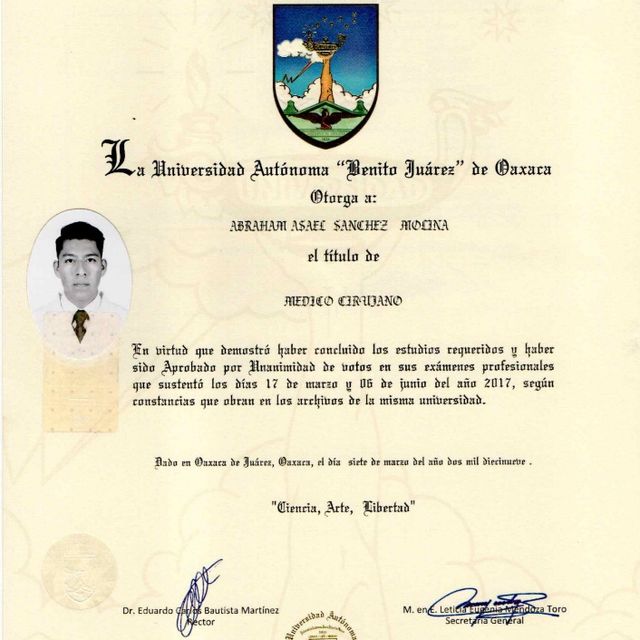 La Universidad Autónoma "Benito Juárez" de Oaxaca
Otorga a:
ABRAHAM ASAEL SANCHEZ MOLINA
el título de
MEDICO CIRUJANO
En virtud que demostró haber concluido los estudios requeridos y haber
sido Aprobado por Unanimidad de votos en sus exámenes profesionales
que sustentó los días 17 de marzo y 06 de junio del año 2017, según
constancias que obran en los archivos de la misma universidad.
Dado en Oaxaca de Juárez, Oaxaca, el día siete de marzo del año dos mil diecinueve .
"Ciencia, Arte, Libertad"
Dr. Eduardo Carlos Bautista Martínez
Rector
M. en E. Leticia Eugenia Mendoza Toro
Secretaria General
Universidad Autónoma